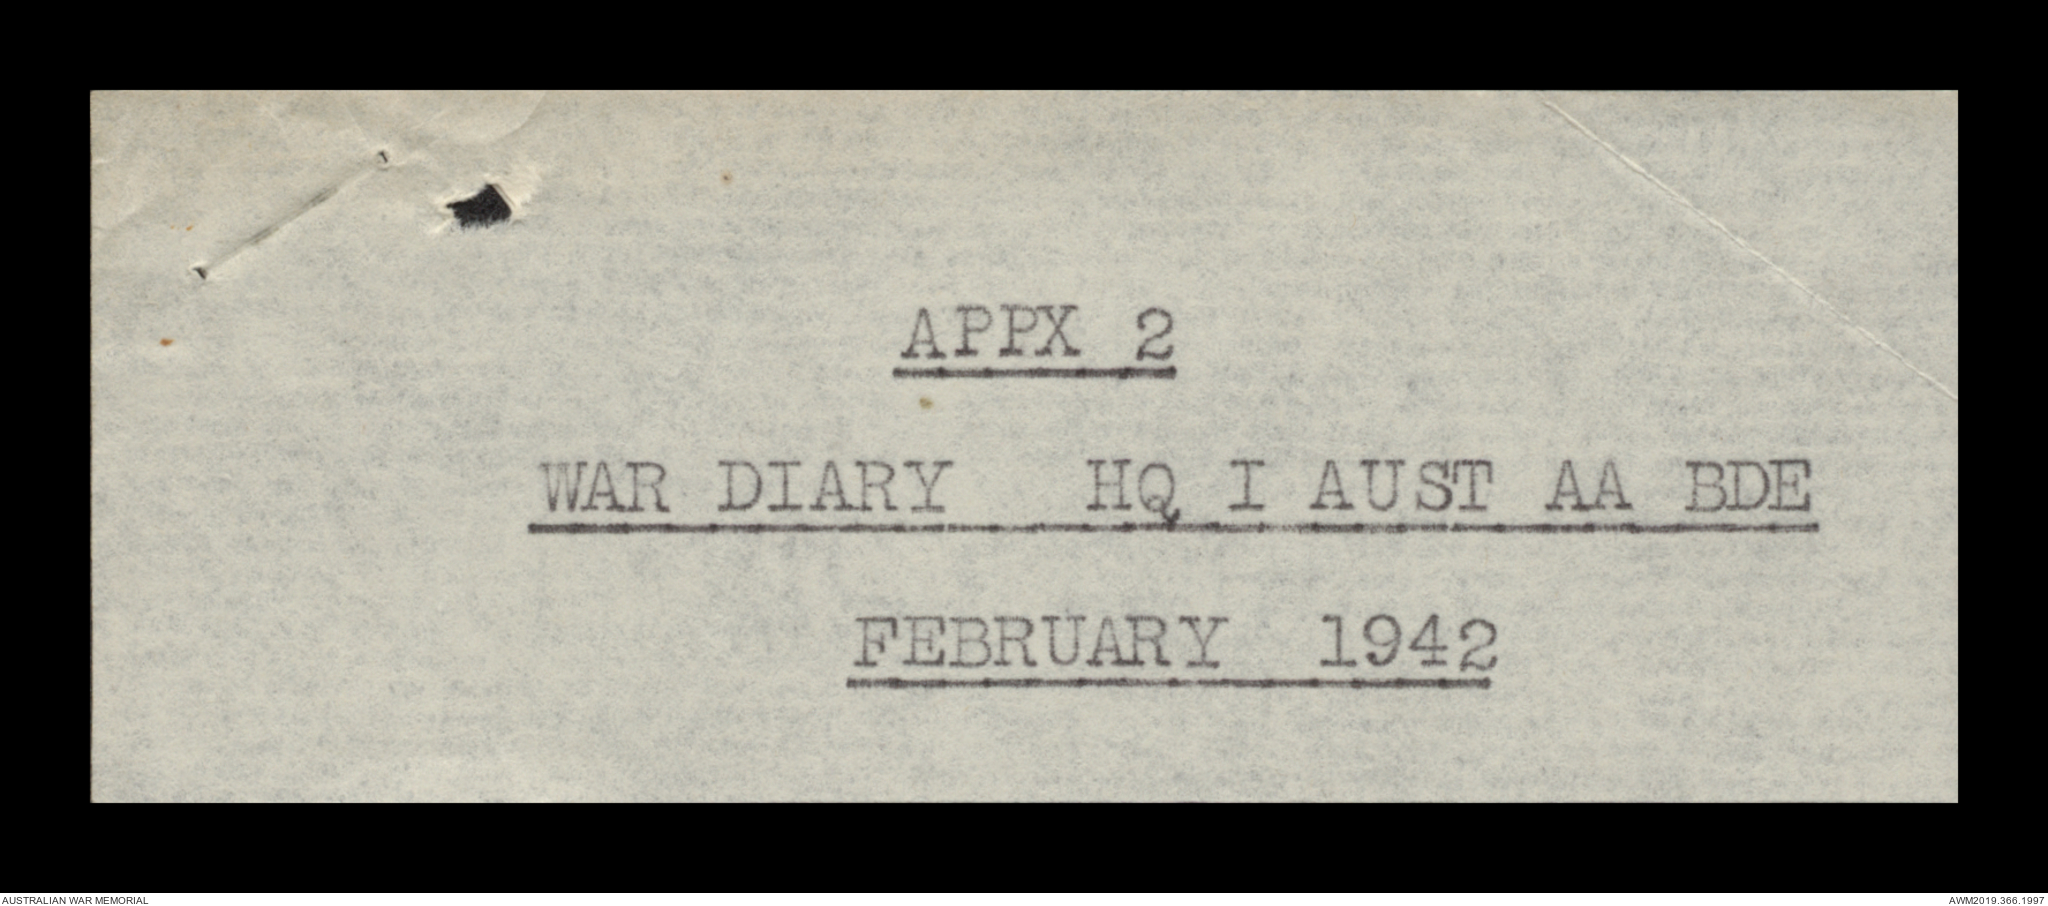 APPX 2
WAR DIARY HQ I AUST AA BDE
FEBRUARY 1942
AUSTRALIAN WAR MEMORIAL
AWM2019.366.1997